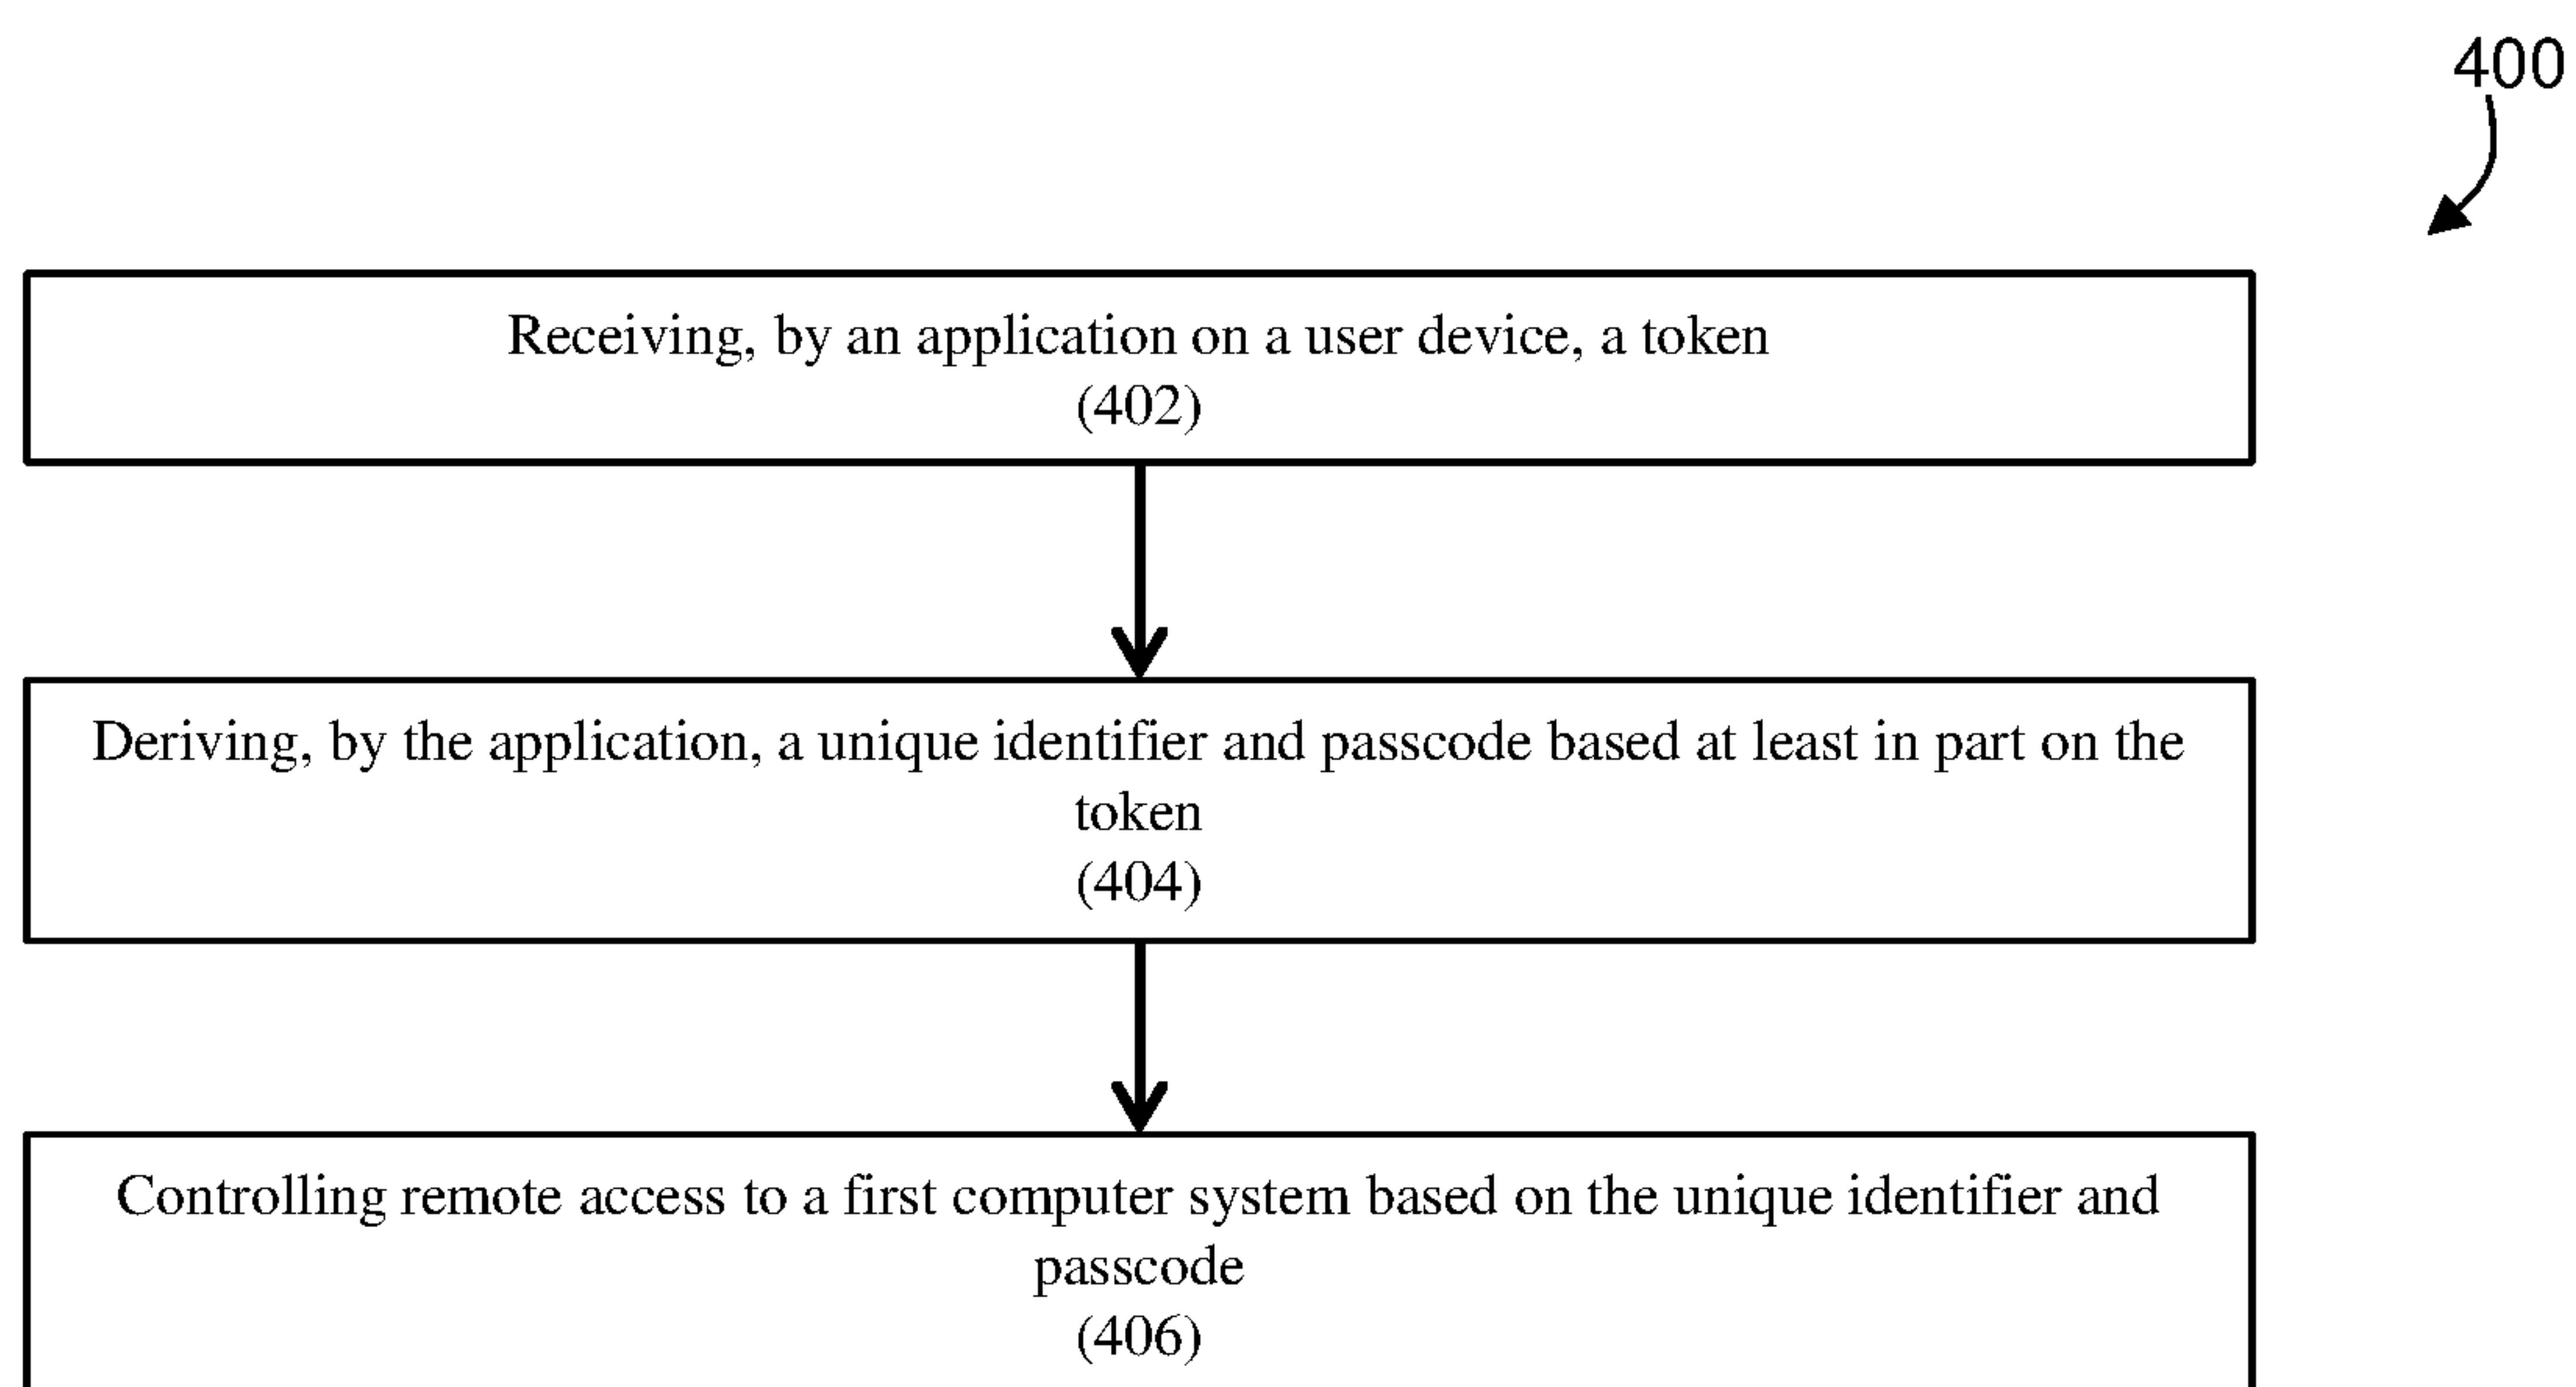 400
Receiving, by an application on a user device, a token
(402)
Deriving, by the application, a unique identifier and passcode based at least in part on the
token
(404)
Controlling remote access to a first computer system based on the unique identifier and
passcode
(406)